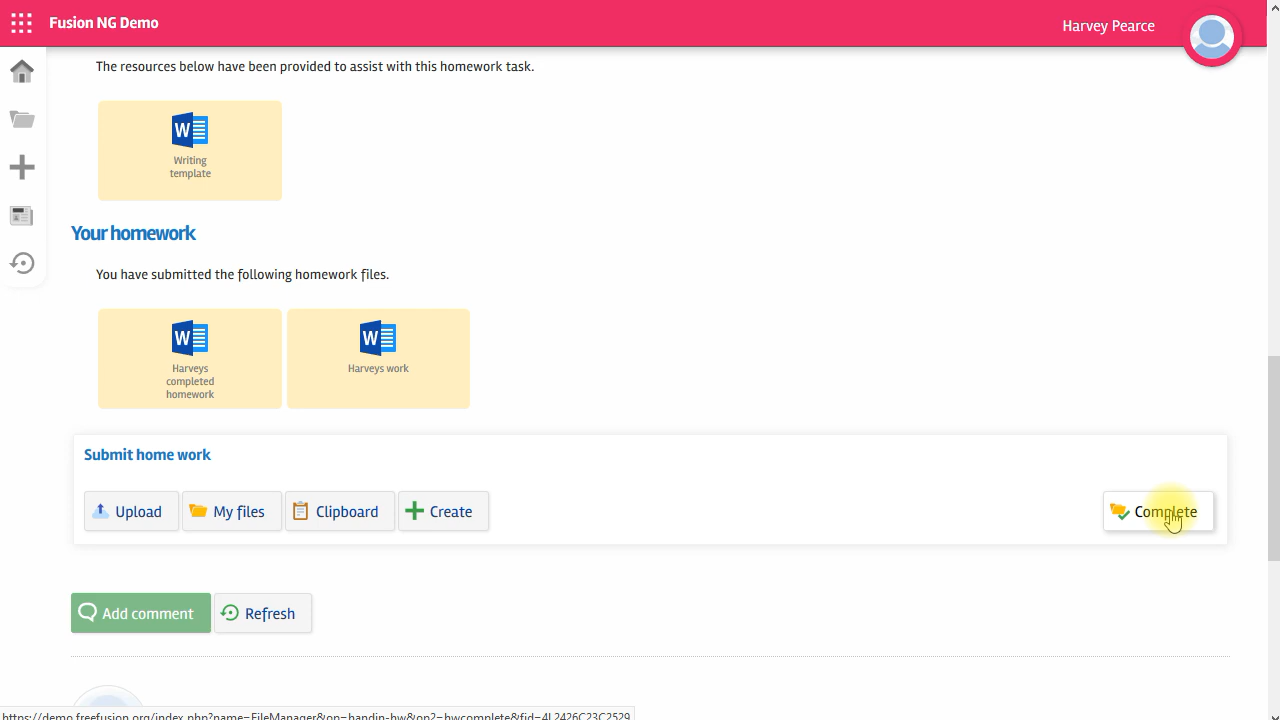 Fusion NG Demo
Harvey Pearce
The resources below have been provided to assist with this homework task.
Writing
template
Your homework
You have submitted the following homework files.
Harveys
completed
homework
Harveys work
Submit home work
Upload
My files
Clipboard
Create
Complete
Add comment
Refresh
https://demo.freefusion.org/index.php?name=FileManager&op=handin-hw&op2=hwcomplete&fid=4L2426C23C2529